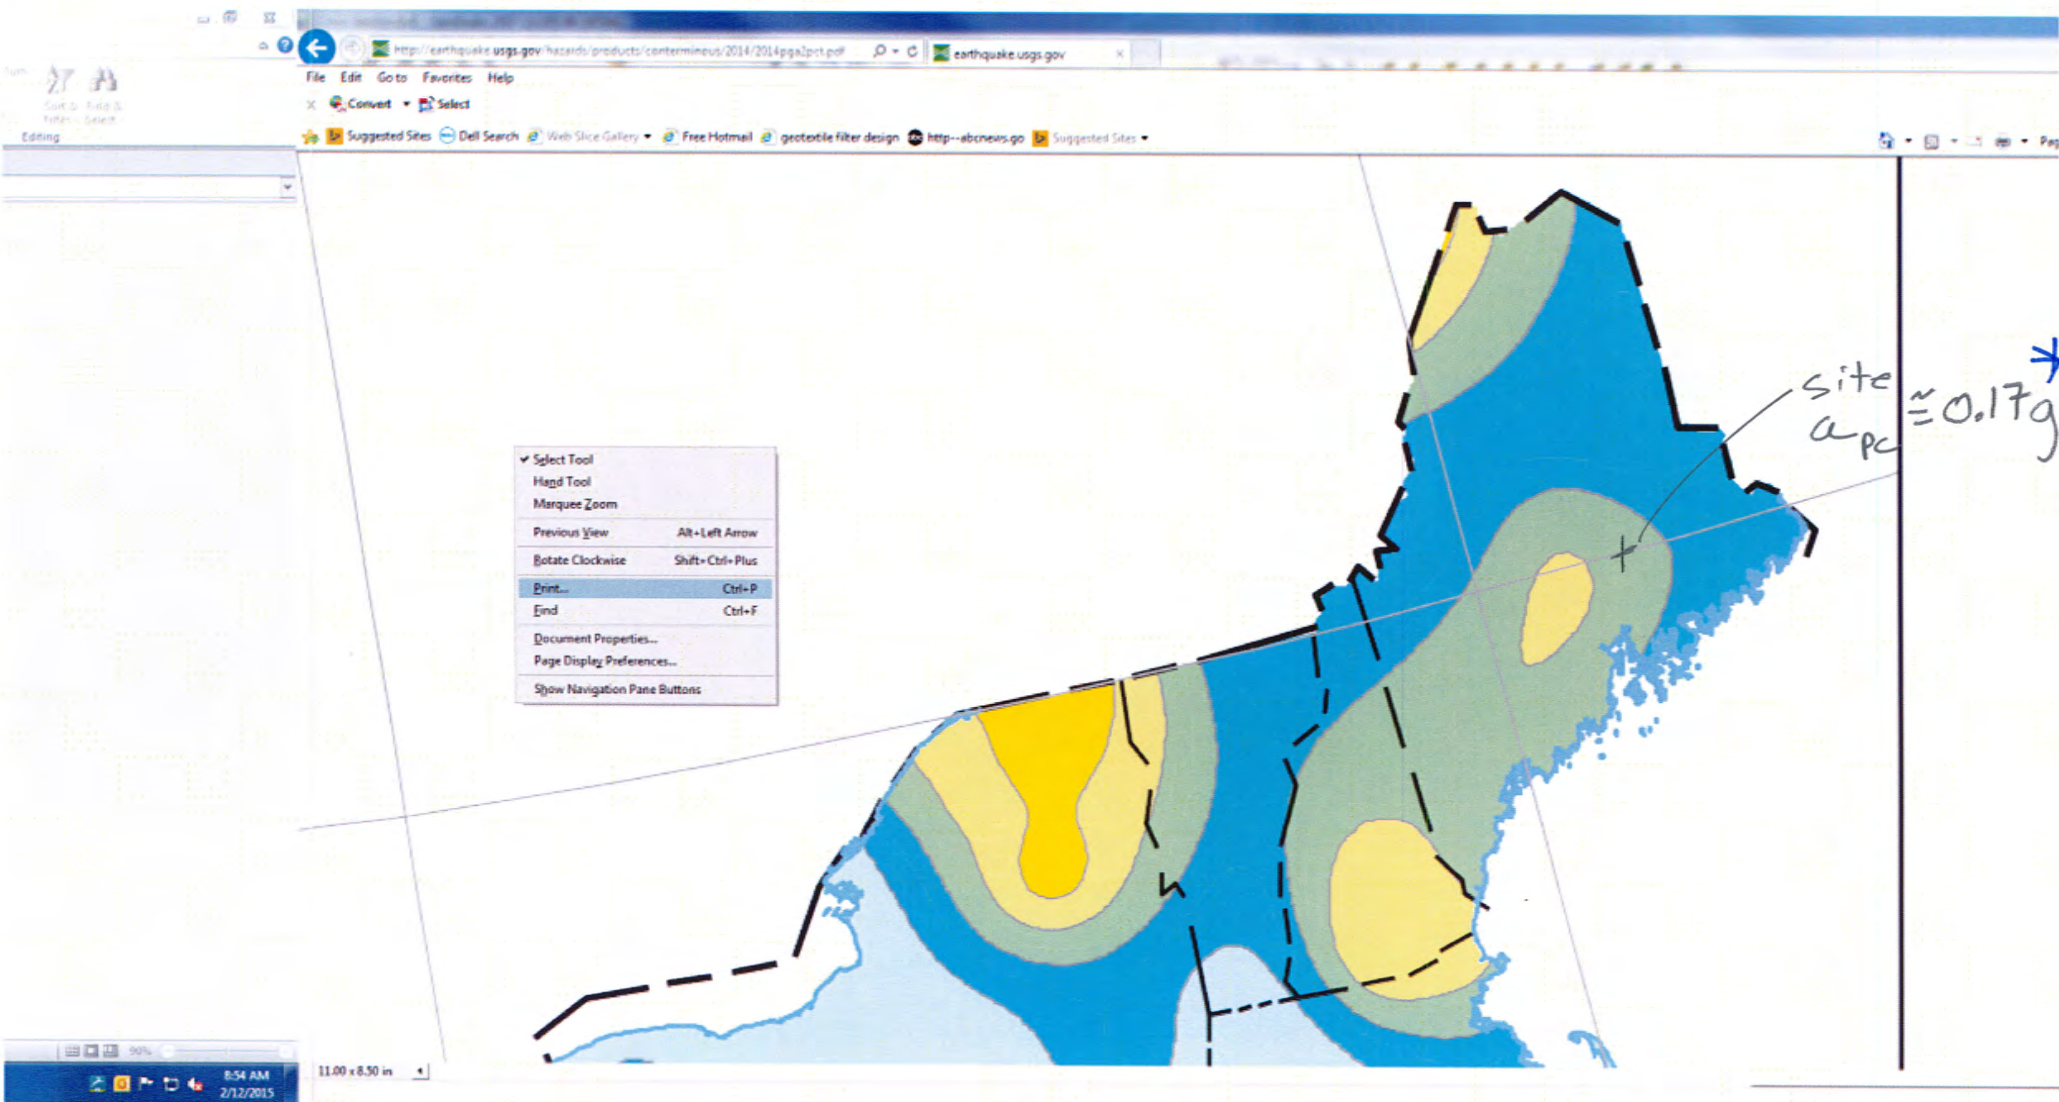 http://earthquake.usgs.gov/hazards/products/conterminous/2014/2014pga2pct.pdf
earthquake.usgs.gov
File Edit Go to Favorites Help
Convert Select
Editing
Suggested Sites Dell Search Web Slice Gallery Free Hotmail geotextile filter design http--abcnews.go Suggested Sites
Pag
site
a pc ≅ 0.17g
Select Tool
Hand Tool
Marquee Zoom
Previous View Alt+Left Arrow
Rotate Clockwise Shift+Ctrl+Plus
Print... Ctrl+P
Find Ctrl+F
Document Properties...
Page Display Preferences...
Show Navigation Pane Buttons
90%
11.00 x 8.50 in
8:54 AM
2/12/2015